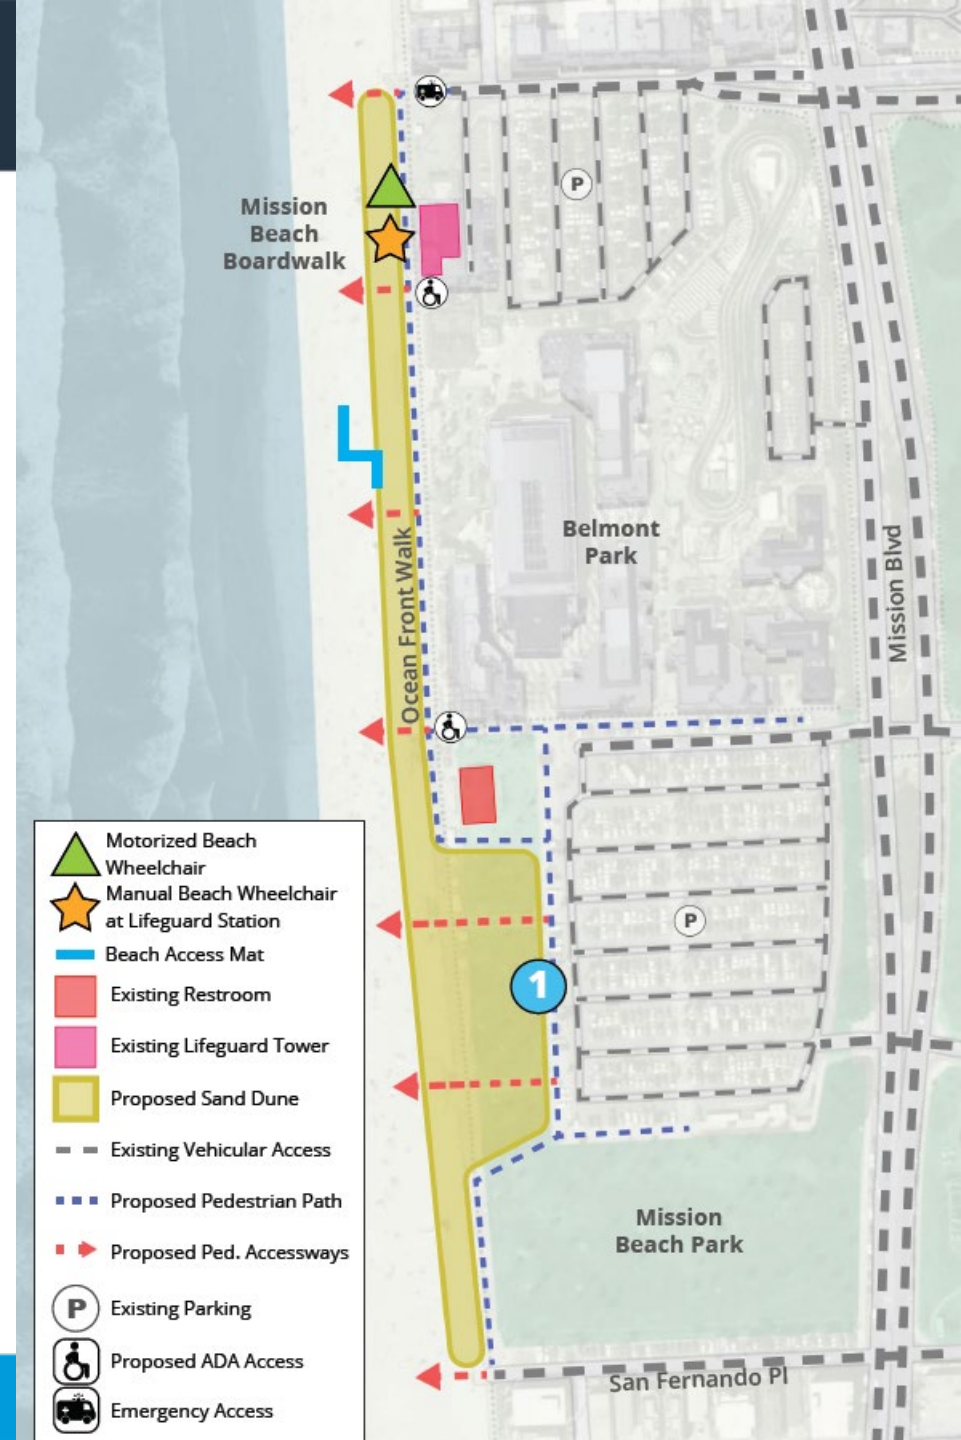 P
Mission
Beach
Boardwalk
Belmont
Park
Ocean Front Walk
Mission Blvd
P
1
Mission
Beach Park
San Fernando Pl
Motorized Beach
Wheelchair
Manual Beach Wheelchair
at Lifeguard Station
Beach Access Mat
Existing Restroom
Existing Lifeguard Tower
Proposed Sand Dune
Existing Vehicular Access
Proposed Pedestrian Path
Proposed Ped. Accessways
P Existing Parking
Proposed ADA Access
Emergency Access